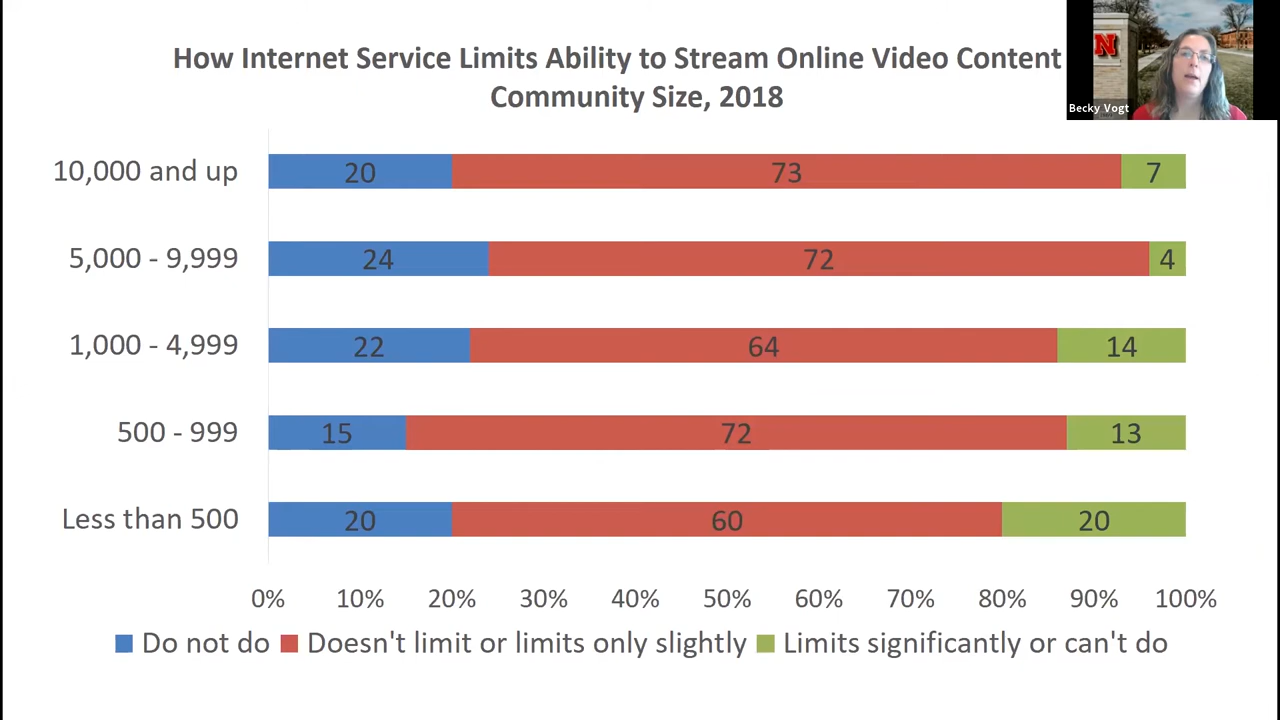 How Internet Service Limits Ability to Stream Online Video Content
Community Size, 2018
N
Becky Vogt
10,000 and up
20
73
7
5,000 - 9,999
24
72
4
1,000 - 4,999
22
64
14
500 - 999
15
72
13
Less than 500
20
60
20
0% 10% 20% 30% 40% 50% 60% 70% 80% 90% 100%
Do not do Doesn't limit or limits only slightly Limits significantly or can't do